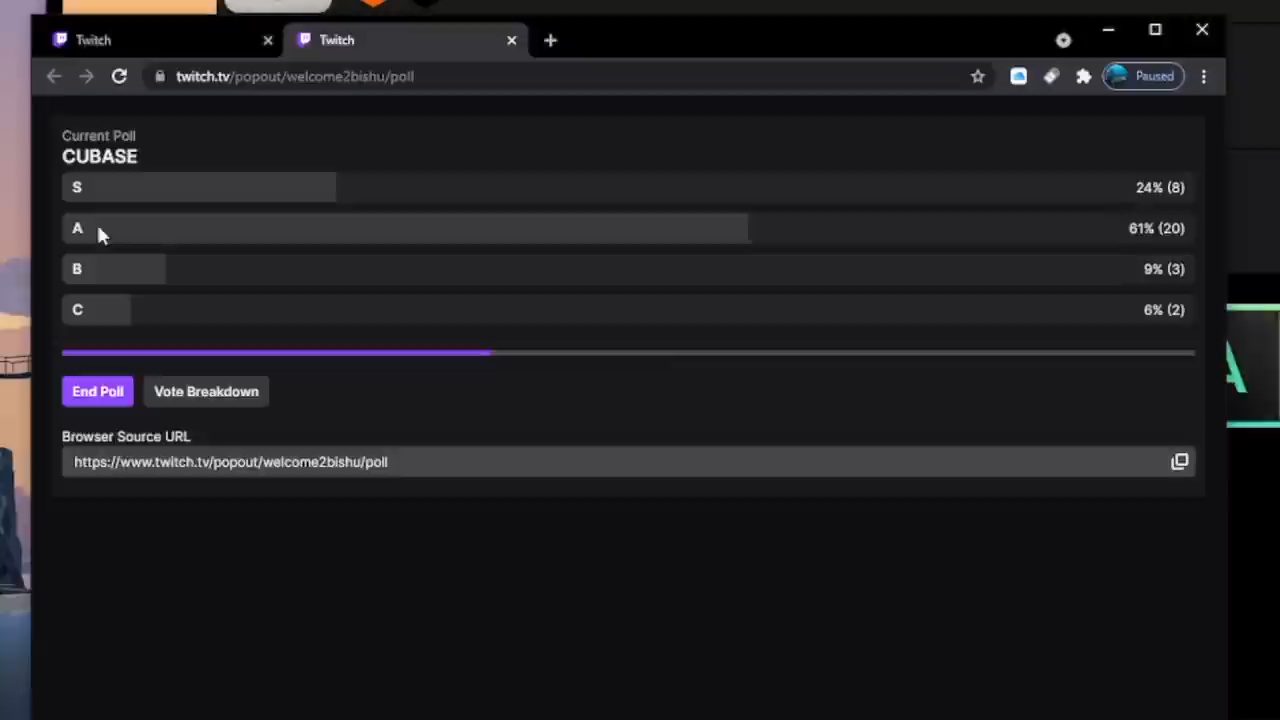 Twitch
Twitch
twitch.tv/popout/welcome2bishu/poll
Paused
Current Poll
CUBASE
S 24% (8)
A 61% (20)
B 9% (3)
C 6% (2)
End Poll Vote Breakdown
Browser Source URL
https://www.twitch.tv/popout/welcome2bishu/poll
A